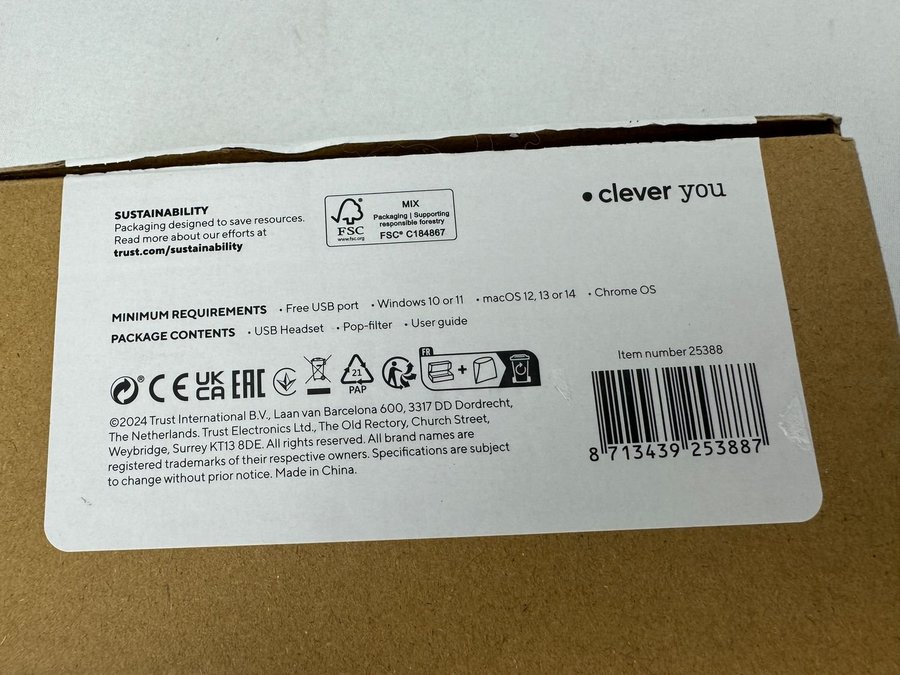 SUSTAINABILITY
Packaging designed to save resources.
Read more about our efforts at
trust.com/sustainability
FSC
www.fsc.org
MIX
Packaging | Supporting
responsible forestry
FSC® C184867
• clever you
MINIMUM REQUIREMENTS • Free USB port • Windows 10 or 11 • macOS 12, 13 or 14 • Chrome OS
PACKAGE CONTENTS • USB Headset • Pop-filter • User guide
® CE UK CA EAC 21 PAP FR +
©2024 Trust International B.V., Laan van Barcelona 600, 3317 DD Dordrecht,
The Netherlands. Trust Electronics Ltd., The Old Rectory, Church Street,
Weybridge, Surrey KT13 8DE. All rights reserved. All brand names are
registered trademarks of their respective owners. Specifications are subject
to change without prior notice. Made in China.
Item number 25388
8 713439 253887